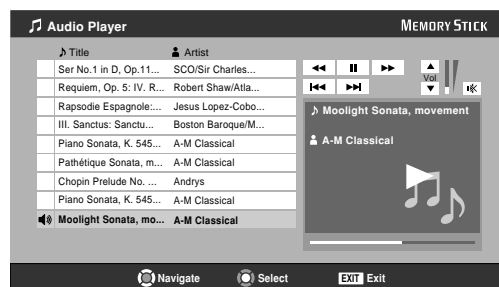 Audio Player
MEMORY STICK
Title Artist
Ser No.1 in D, Op.11... SCO/Sir Charles...
Requiem, Op. 5: IV. R... Robert Shaw/Atla...
Rapsodie Espagnole:... Jesus Lopez-Cobo...
III. Sanctus: Sanctu... Boston Baroque/M...
Piano Sonata, K. 545... A-M Classical
Pathétique Sonata, m... A-M Classical
Chopin Prelude No. ... Andrys
Piano Sonata, K. 545... A-M Classical
Moolight Sonata, mo... A-M Classical
Vol
Moolight Sonata, movement
A-M Classical
Navigate Select EXIT Exit